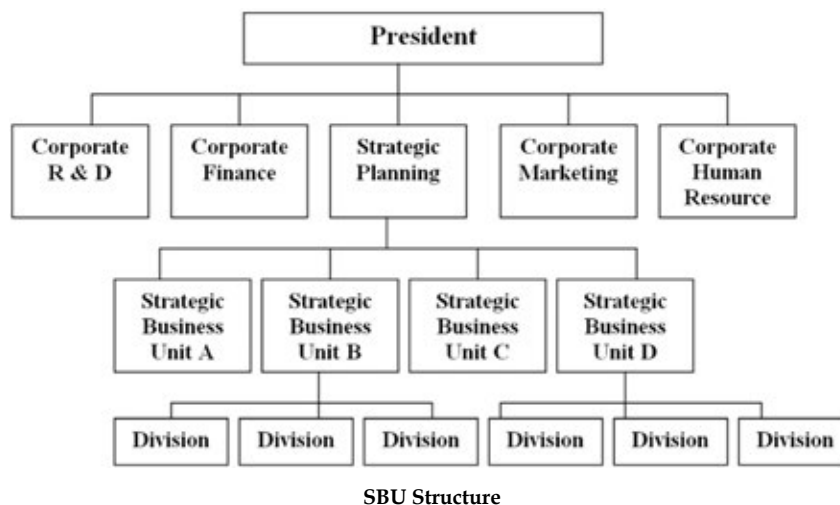 President
Corporate
R & D
Corporate
Finance
Strategic
Planning
Corporate
Marketing
Corporate
Human
Resource
Strategic
Business
Unit A
Strategic
Business
Unit B
Strategic
Business
Unit C
Strategic
Business
Unit D
Division
Division
Division
Division
Division
Division
SBU Structure